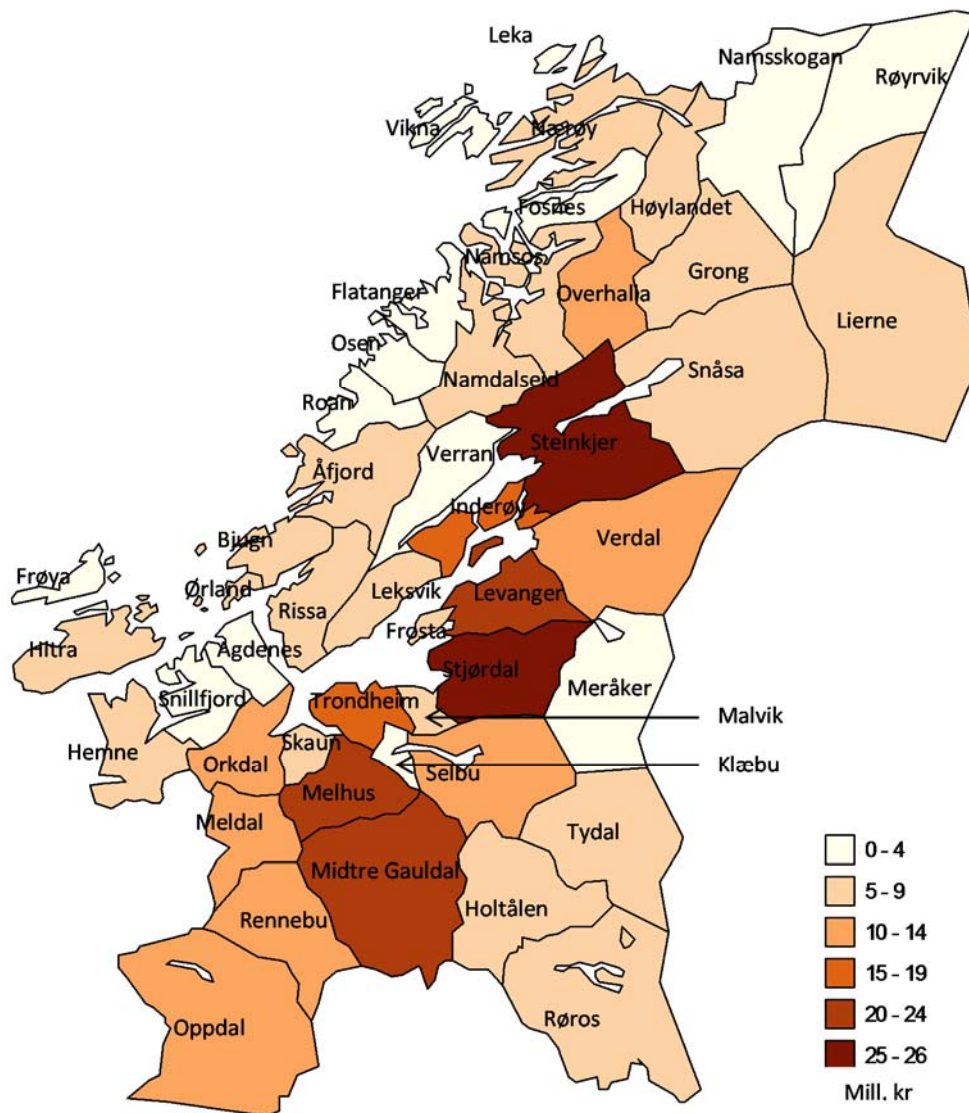 Leka
Namsskogan
Røyrvik
Vikna
Nærøy
Fosnes
Høylandet
Namsos
Grong
Flatanger
Overhalla
Lierne
Osen
Snåsa
Namdalseid
Roan
Steinkjer
Verran
Åfjord
Inderøy
Verdal
Bjugn
Frøya
Ørland
Leksvik
Levanger
Rissa
Frosta
Hitra
Agdenes
Stjørdal
Meråker
Snillfjord
Trondheim
Malvik
Hemne
Skaun
Orkdal
Selbu
Klæbu
Melhus
Meldal
Tydal
Midtre Gauldal
Holtålen
Rennebu
Røros
Oppdal
0 - 4
5 - 9
10 - 14
15 - 19
20 - 24
25 - 26
Mill. kr